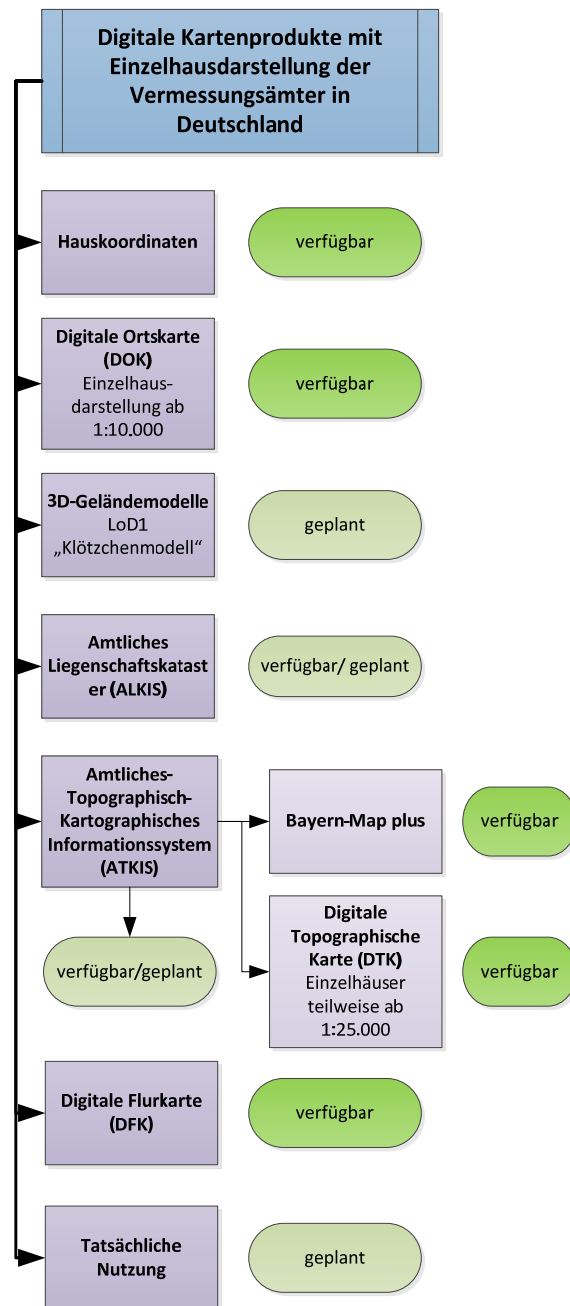 Digitale Kartenprodukte mit
Einzelhausdarstellung der
Vermessungsämter in
Deutschland
Hauskoordinaten
verfügbar
Digitale Ortskarte
(DOK)
Einzelhaus-
darstellung ab
1:10.000
verfügbar
3D-Geländemodelle
LoD1
„Klötzchenmodell“
geplant
Amtliches
Liegenschaftskatast
er (ALKIS)
verfügbar/ geplant
Amtliches-
Topographisch-
Kartographisches
Informationssystem
(ATKIS)
Bayern-Map plus
verfügbar
verfügbar/geplant
Digitale
Topographische
Karte (DTK)
Einzelhäuser
teilweise ab
1:25.000
verfügbar
Digitale Flurkarte
(DFK)
verfügbar
Tatsächliche
Nutzung
geplant